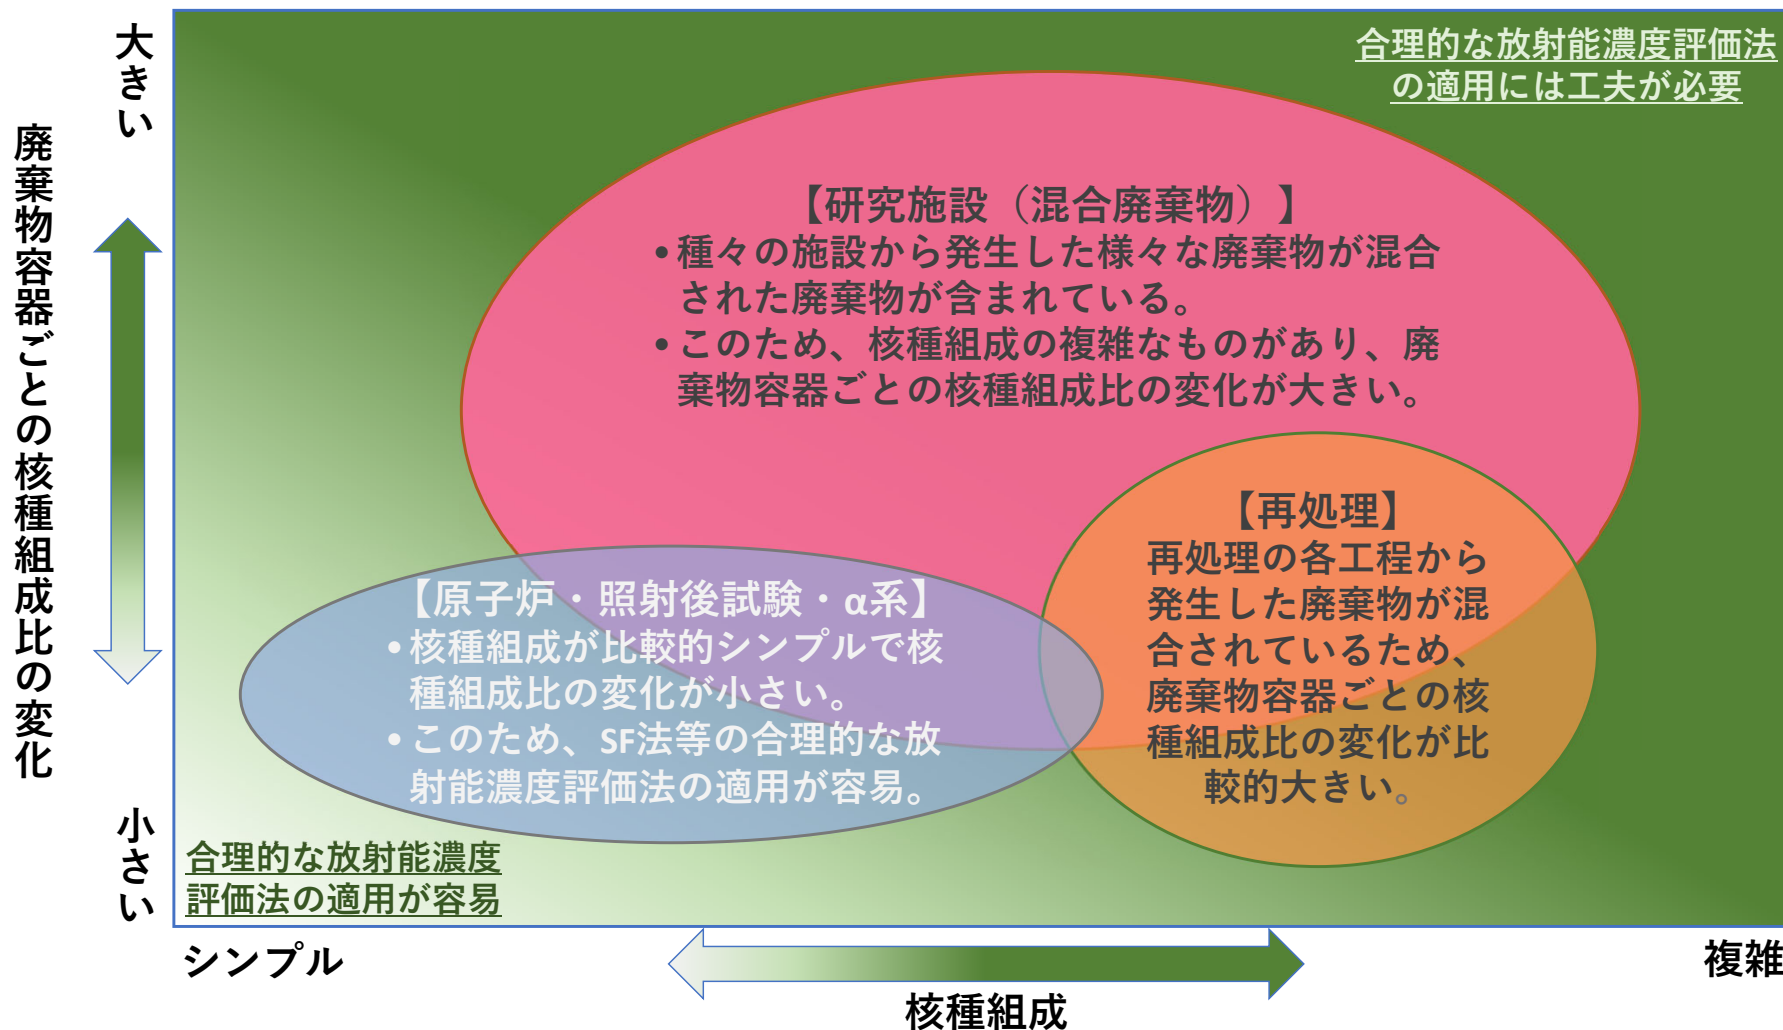 大きい
廃棄物容器ごとの核種組成比の変化
小さい
合理的な放射能濃度評価法
の適用には工夫が必要
【研究施設（混合廃棄物）】
•種々の施設から発生した様々な廃棄物が混合
された廃棄物が含まれている。
•このため、核種組成の複雑なものがあり、廃
棄物容器ごとの核種組成比の変化が大きい。
【再処理】
再処理の各工程から
発生した廃棄物が混
合されているため、
廃棄物容器ごとの核
種組成比の変化が比
較的大きい。
【原子炉・照射後試験・α系】
•核種組成が比較的シンプルで核
種組成比の変化が小さい。
•このため、SF法等の合理的な放
射能濃度評価法の適用が容易。
合理的な放射能濃度
評価法の適用が容易
シンプル
複雑
核種組成